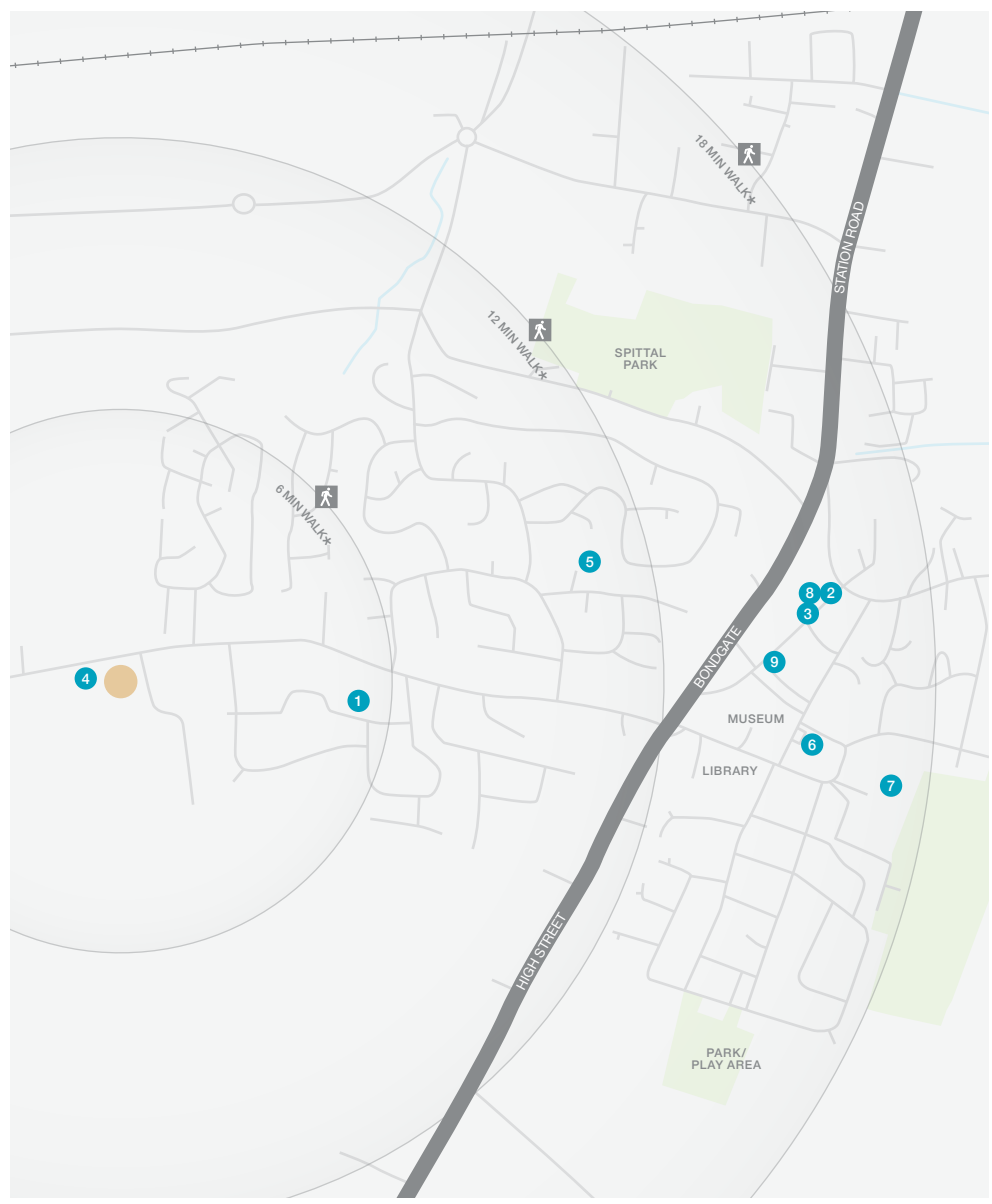 18 MIN WALK*
STATION ROAD
12 MIN WALK*
SPITTAL
PARK
6 MIN WALK*
5
8
2
3
BONDGATE
9
4
1
MUSEUM
6
LIBRARY
7
HIGH STREET
PARK/
PLAY AREA